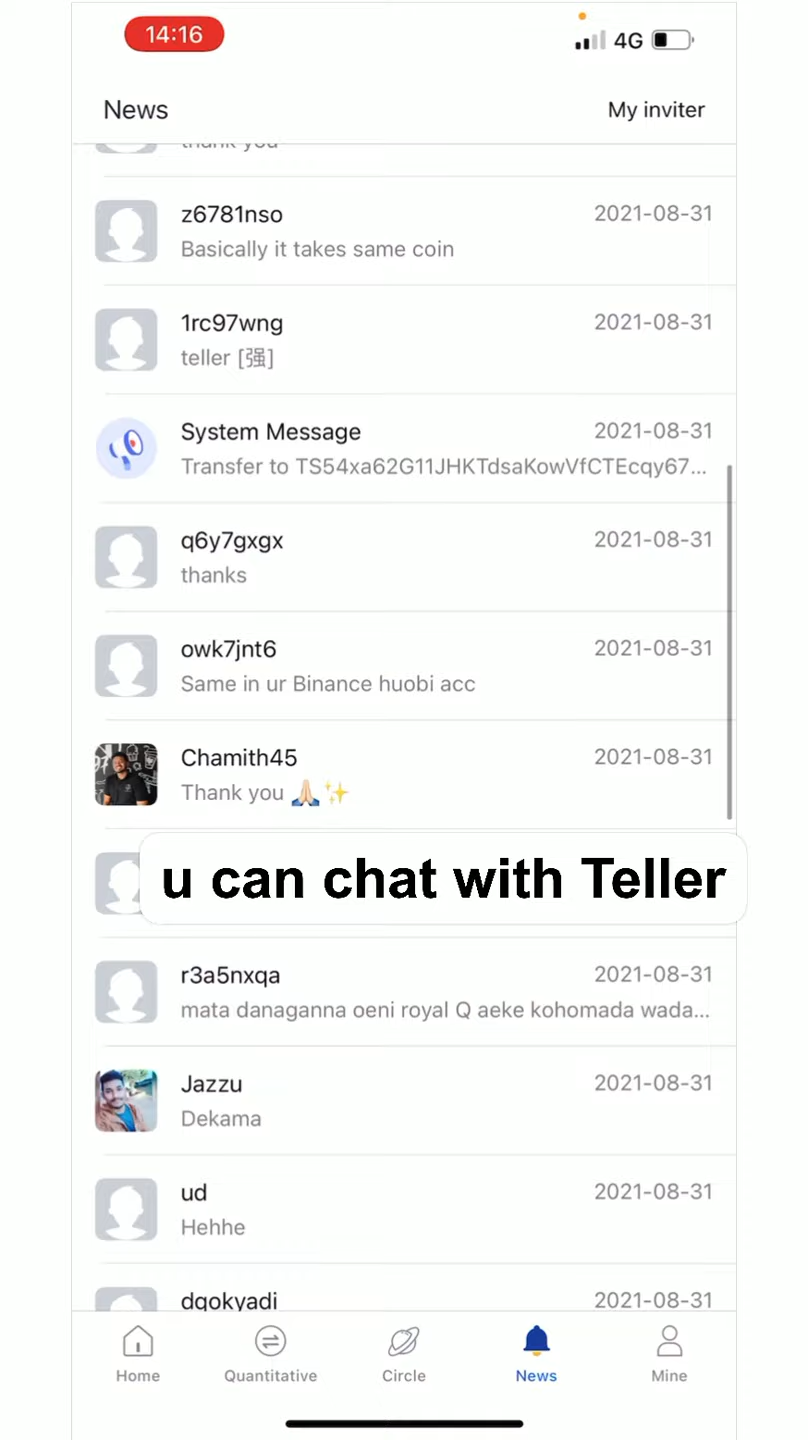 14:16
4G
News
My inviter
thank you
z6781nso
2021-08-31
Basically it takes same coin
1rc97wng
2021-08-31
teller [强]
System Message
2021-08-31
Transfer to TS54xa62G11JHKTdsaKowVfCTEcqy67...
q6y7gxgx
2021-08-31
thanks
owk7jnt6
2021-08-31
Same in ur Binance huobi acc
Chamith45
2021-08-31
Thank you 🙏🏻✨
u can chat with Teller
r3a5nxqa
2021-08-31
mata danaganna oeni royal Q aeke kohomada wada...
Jazzu
2021-08-31
Dekama
ud
2021-08-31
Hehhe
dqokyadi
2021-08-31
Home
Quantitative
Circle
News
Mine